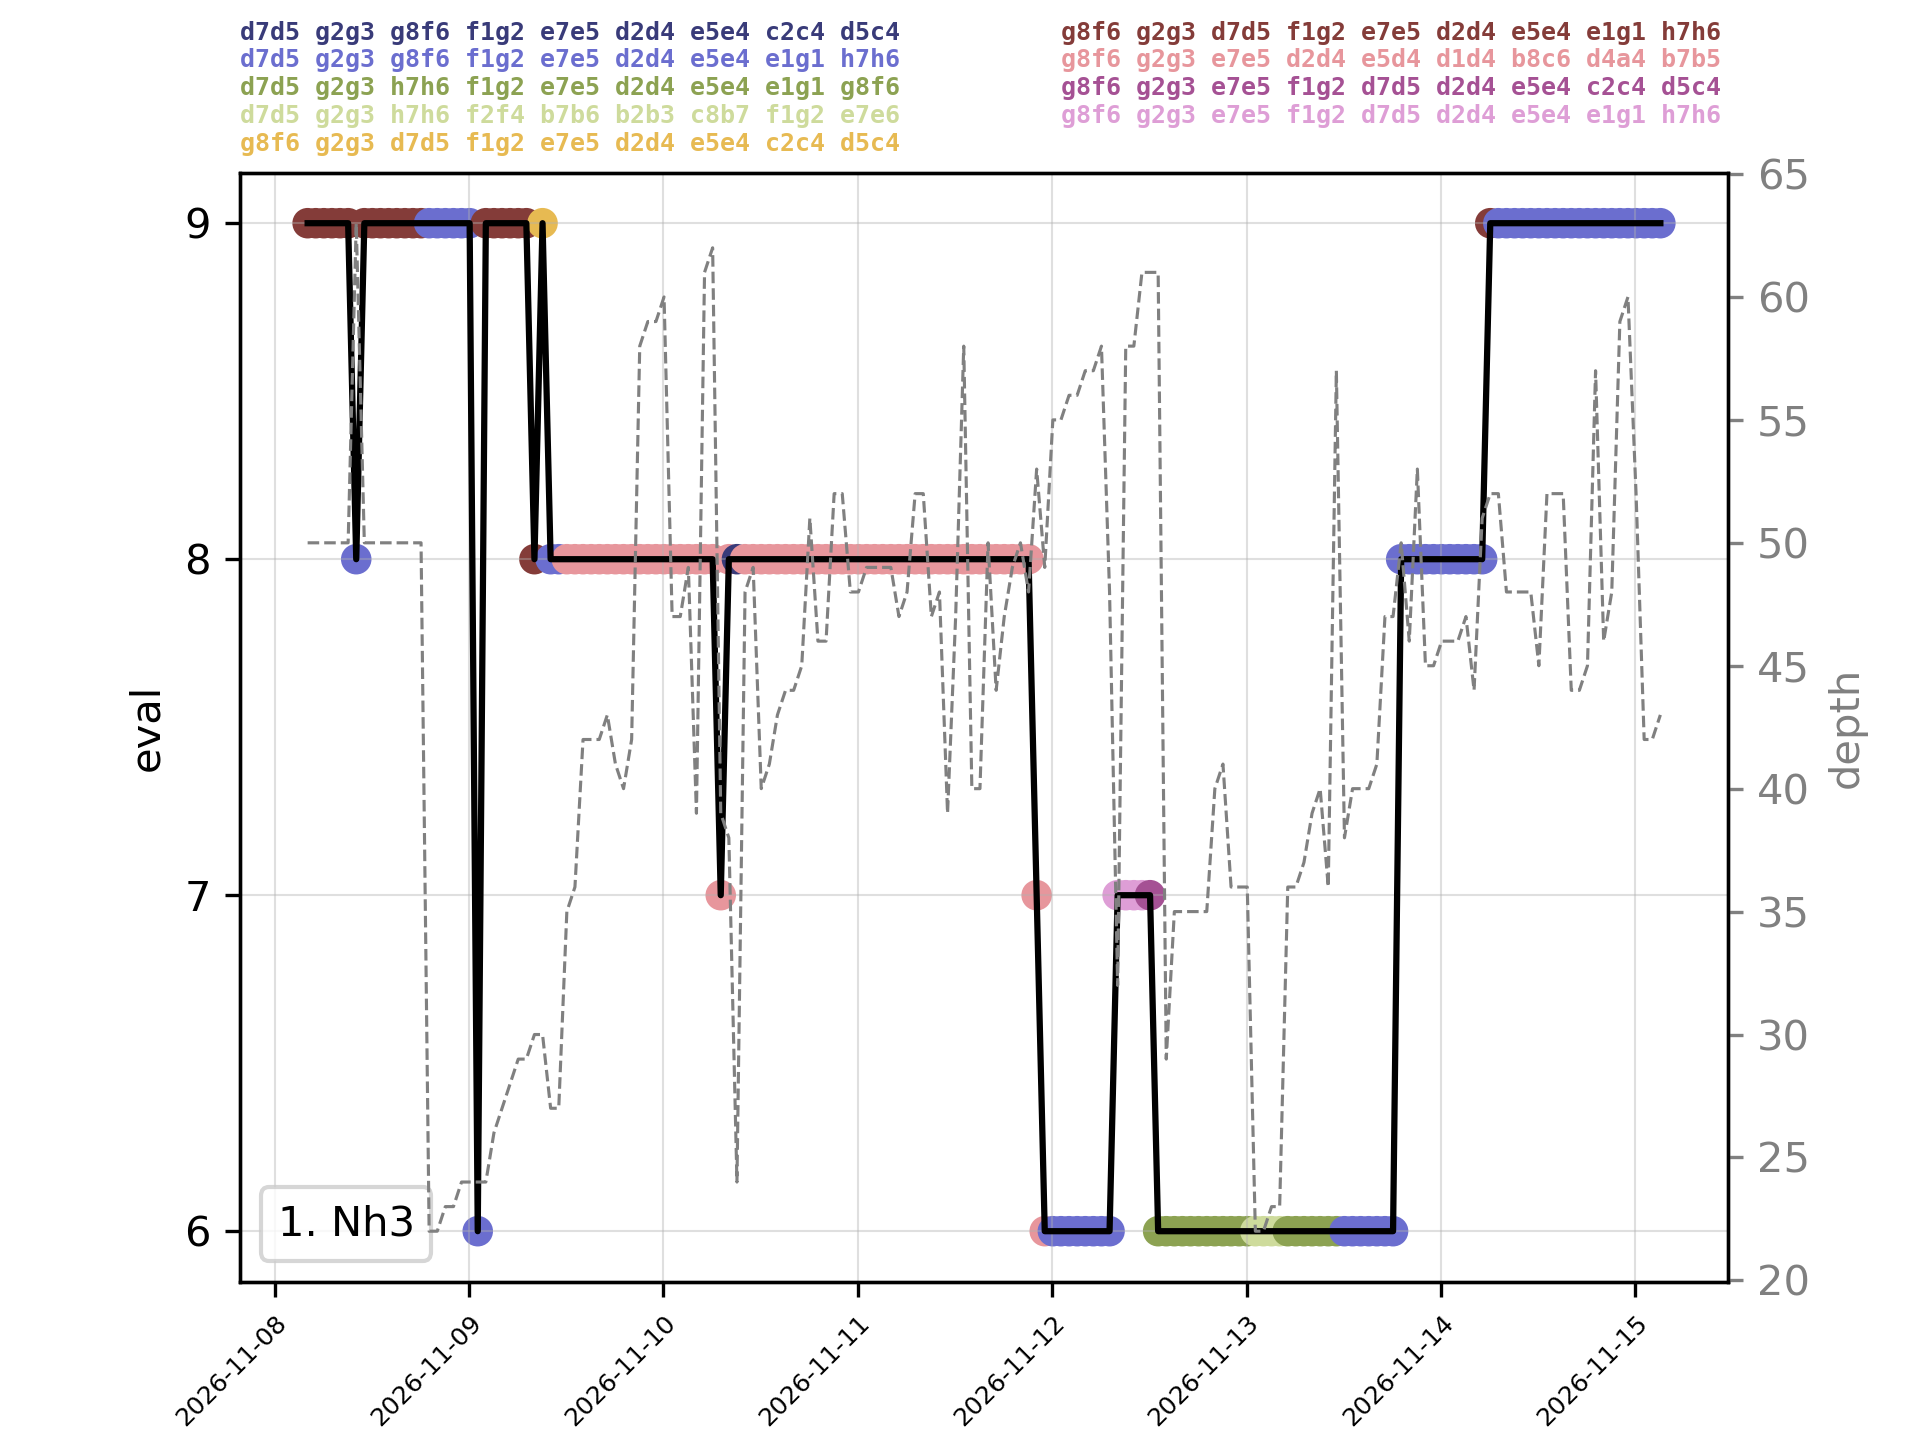 d7d5 g2g3 g8f6 f1g2 e7e5 d2d4 e5e4 c2c4 d5c4
d7d5 g2g3 g8f6 f1g2 e7e5 d2d4 e5e4 e1g1 h7h6
d7d5 g2g3 h7h6 f1g2 e7e5 d2d4 e5e4 e1g1 g8f6
d7d5 g2g3 h7h6 f2f4 b7b6 b2b3 c8b7 f1g2 e7e6
g8f6 g2g3 d7d5 f1g2 e7e5 d2d4 e5e4 c2c4 d5c4
g8f6 g2g3 d7d5 f1g2 e7e5 d2d4 e5e4 e1g1 h7h6
g8f6 g2g3 e7e5 d2d4 e5d4 d1d4 b8c6 d4a4 b7b5
g8f6 g2g3 e7e5 f1g2 d7d5 d2d4 e5e4 c2c4 d5c4
g8f6 g2g3 e7e5 f1g2 d7d5 d2d4 e5e4 e1g1 h7h6
9
8
7
6
eval
65
60
55
50
45
40
35
30
25
20
depth
1. Nh3
2026-11-08
2026-11-09
2026-11-10
2026-11-11
2026-11-12
2026-11-13
2026-11-14
2026-11-15